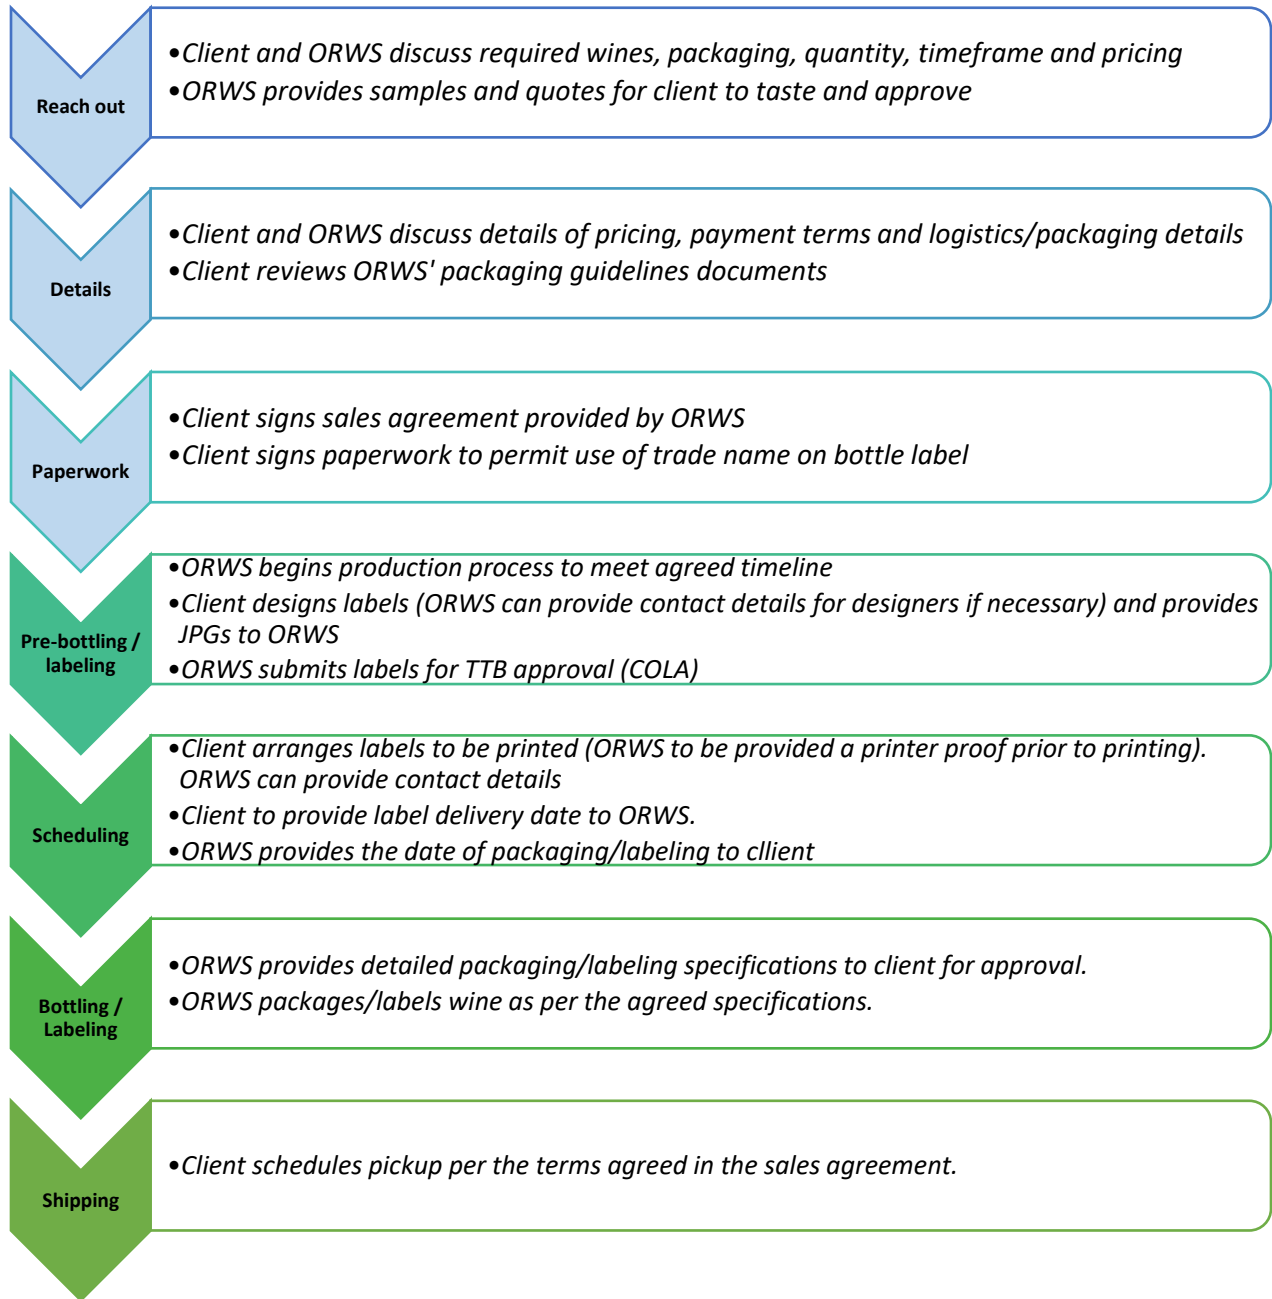 Reach out
•Client and ORWS discuss required wines, packaging, quantity, timeframe and pricing
•ORWS provides samples and quotes for client to taste and approve
Details
•Client and ORWS discuss details of pricing, payment terms and logistics/packaging details
•Client reviews ORWS' packaging guidelines documents
Paperwork
•Client signs sales agreement provided by ORWS
•Client signs paperwork to permit use of trade name on bottle label
Pre-bottling /
labeling
•ORWS begins production process to meet agreed timeline
•Client designs labels (ORWS can provide contact details for designers if necessary) and provides
JPGs to ORWS
•ORWS submits labels for TTB approval (COLA)
Scheduling
•Client arranges labels to be printed (ORWS to be provided a printer proof prior to printing).
ORWS can provide contact details
•Client to provide label delivery date to ORWS.
•ORWS provides the date of packaging/labeling to cllient
Bottling /
Labeling
•ORWS provides detailed packaging/labeling specifications to client for approval.
•ORWS packages/labels wine as per the agreed specifications.
Shipping
•Client schedules pickup per the terms agreed in the sales agreement.